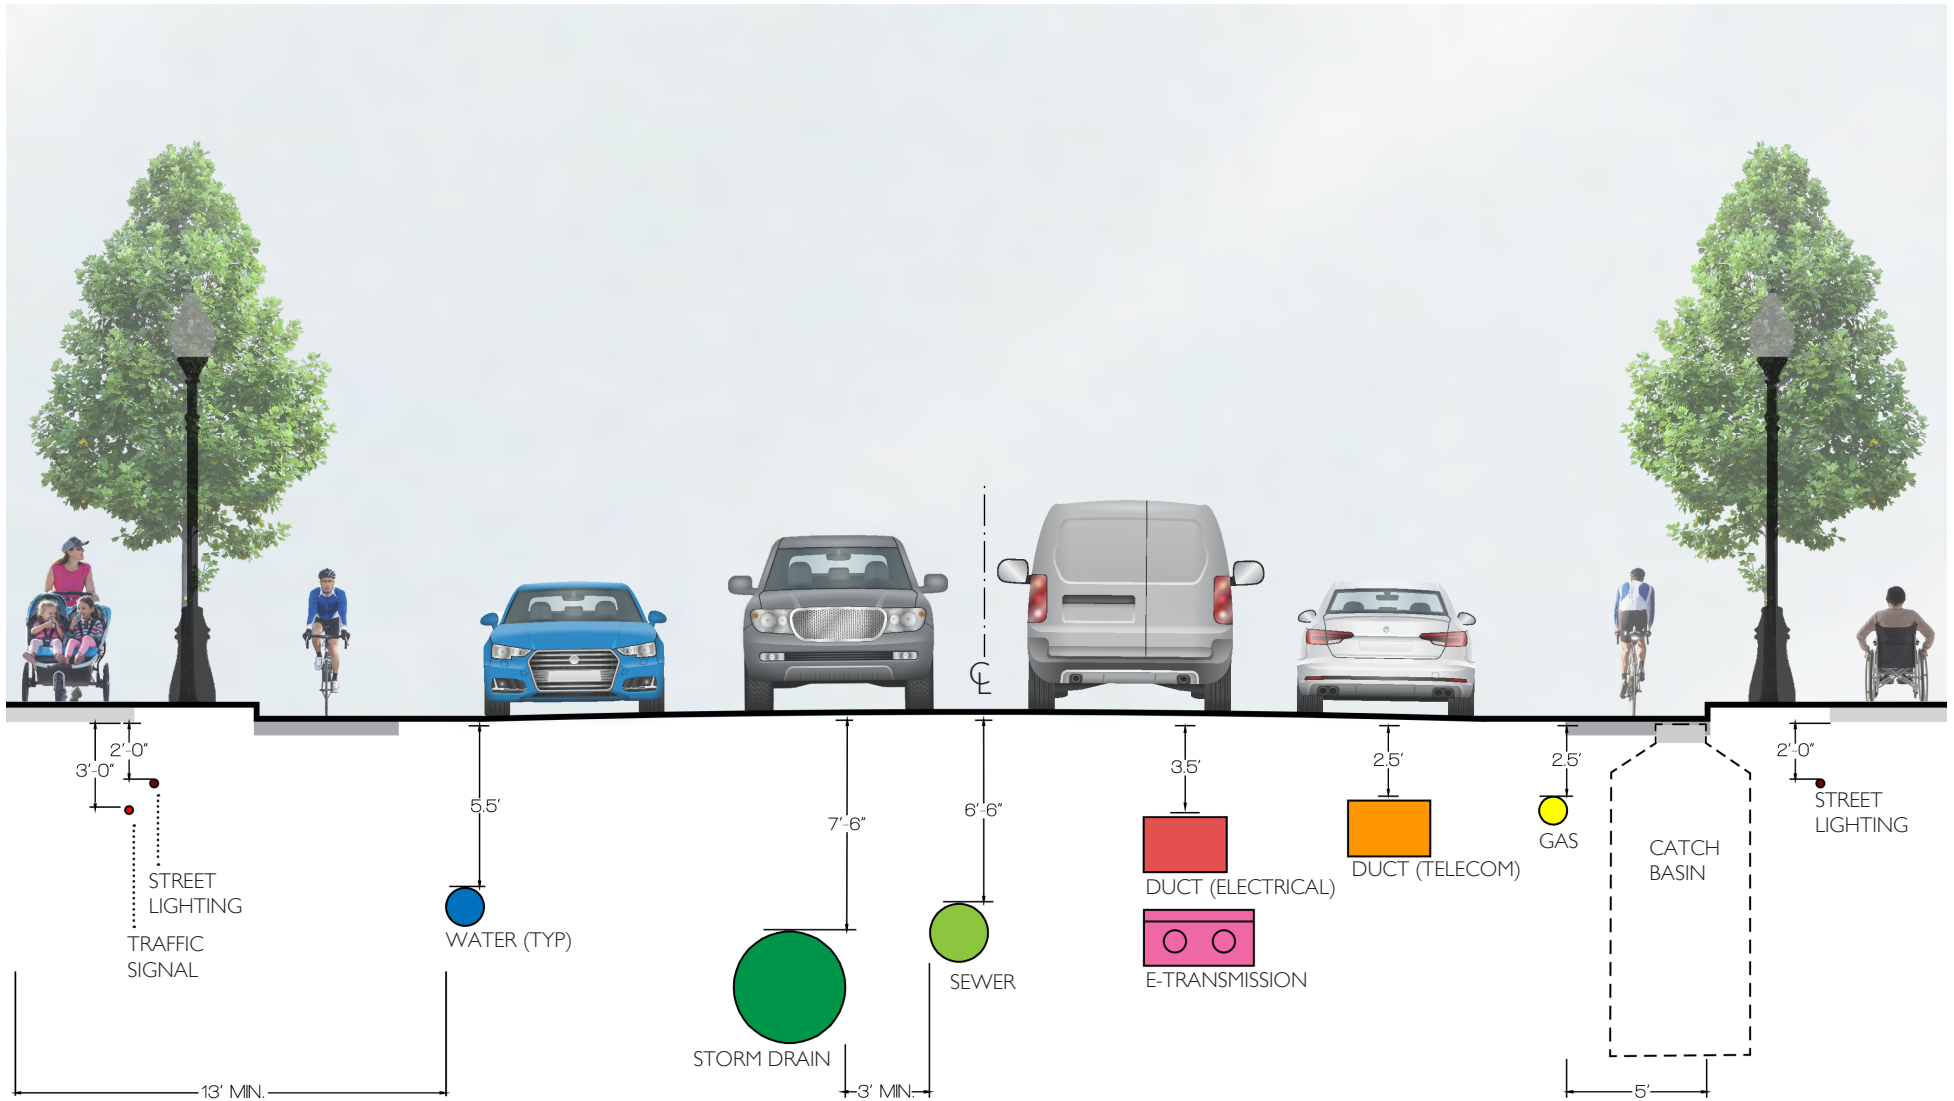 ℄
2'-0"
3'-0"
5.5'
7'-6"
6'-6"
3.5'
2.5'
2.5'
2'-0"
STREET
LIGHTING
GAS
CATCH
BASIN
DUCT (TELECOM)
DUCT (ELECTRICAL)
STREET
LIGHTING
WATER (TYP)
TRAFFIC
SIGNAL
SEWER
E-TRANSMISSION
STORM DRAIN
13' MIN.
3' MIN.
5'